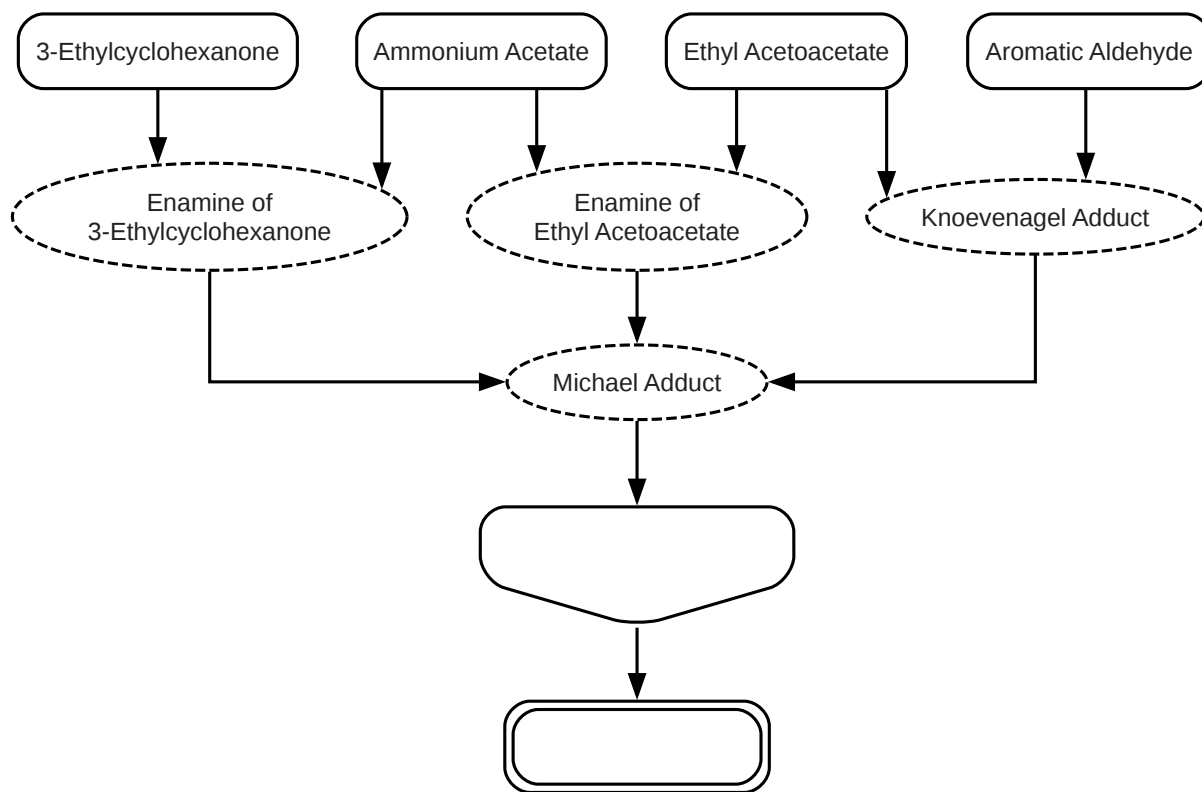 3-Ethylcyclohexanone
Ammonium Acetate
Ethyl Acetoacetate
Aromatic Aldehyde
Enamine of
3-Ethylcyclohexanone
Enamine of
Ethyl Acetoacetate
Knoevenagel Adduct
Michael Adduct